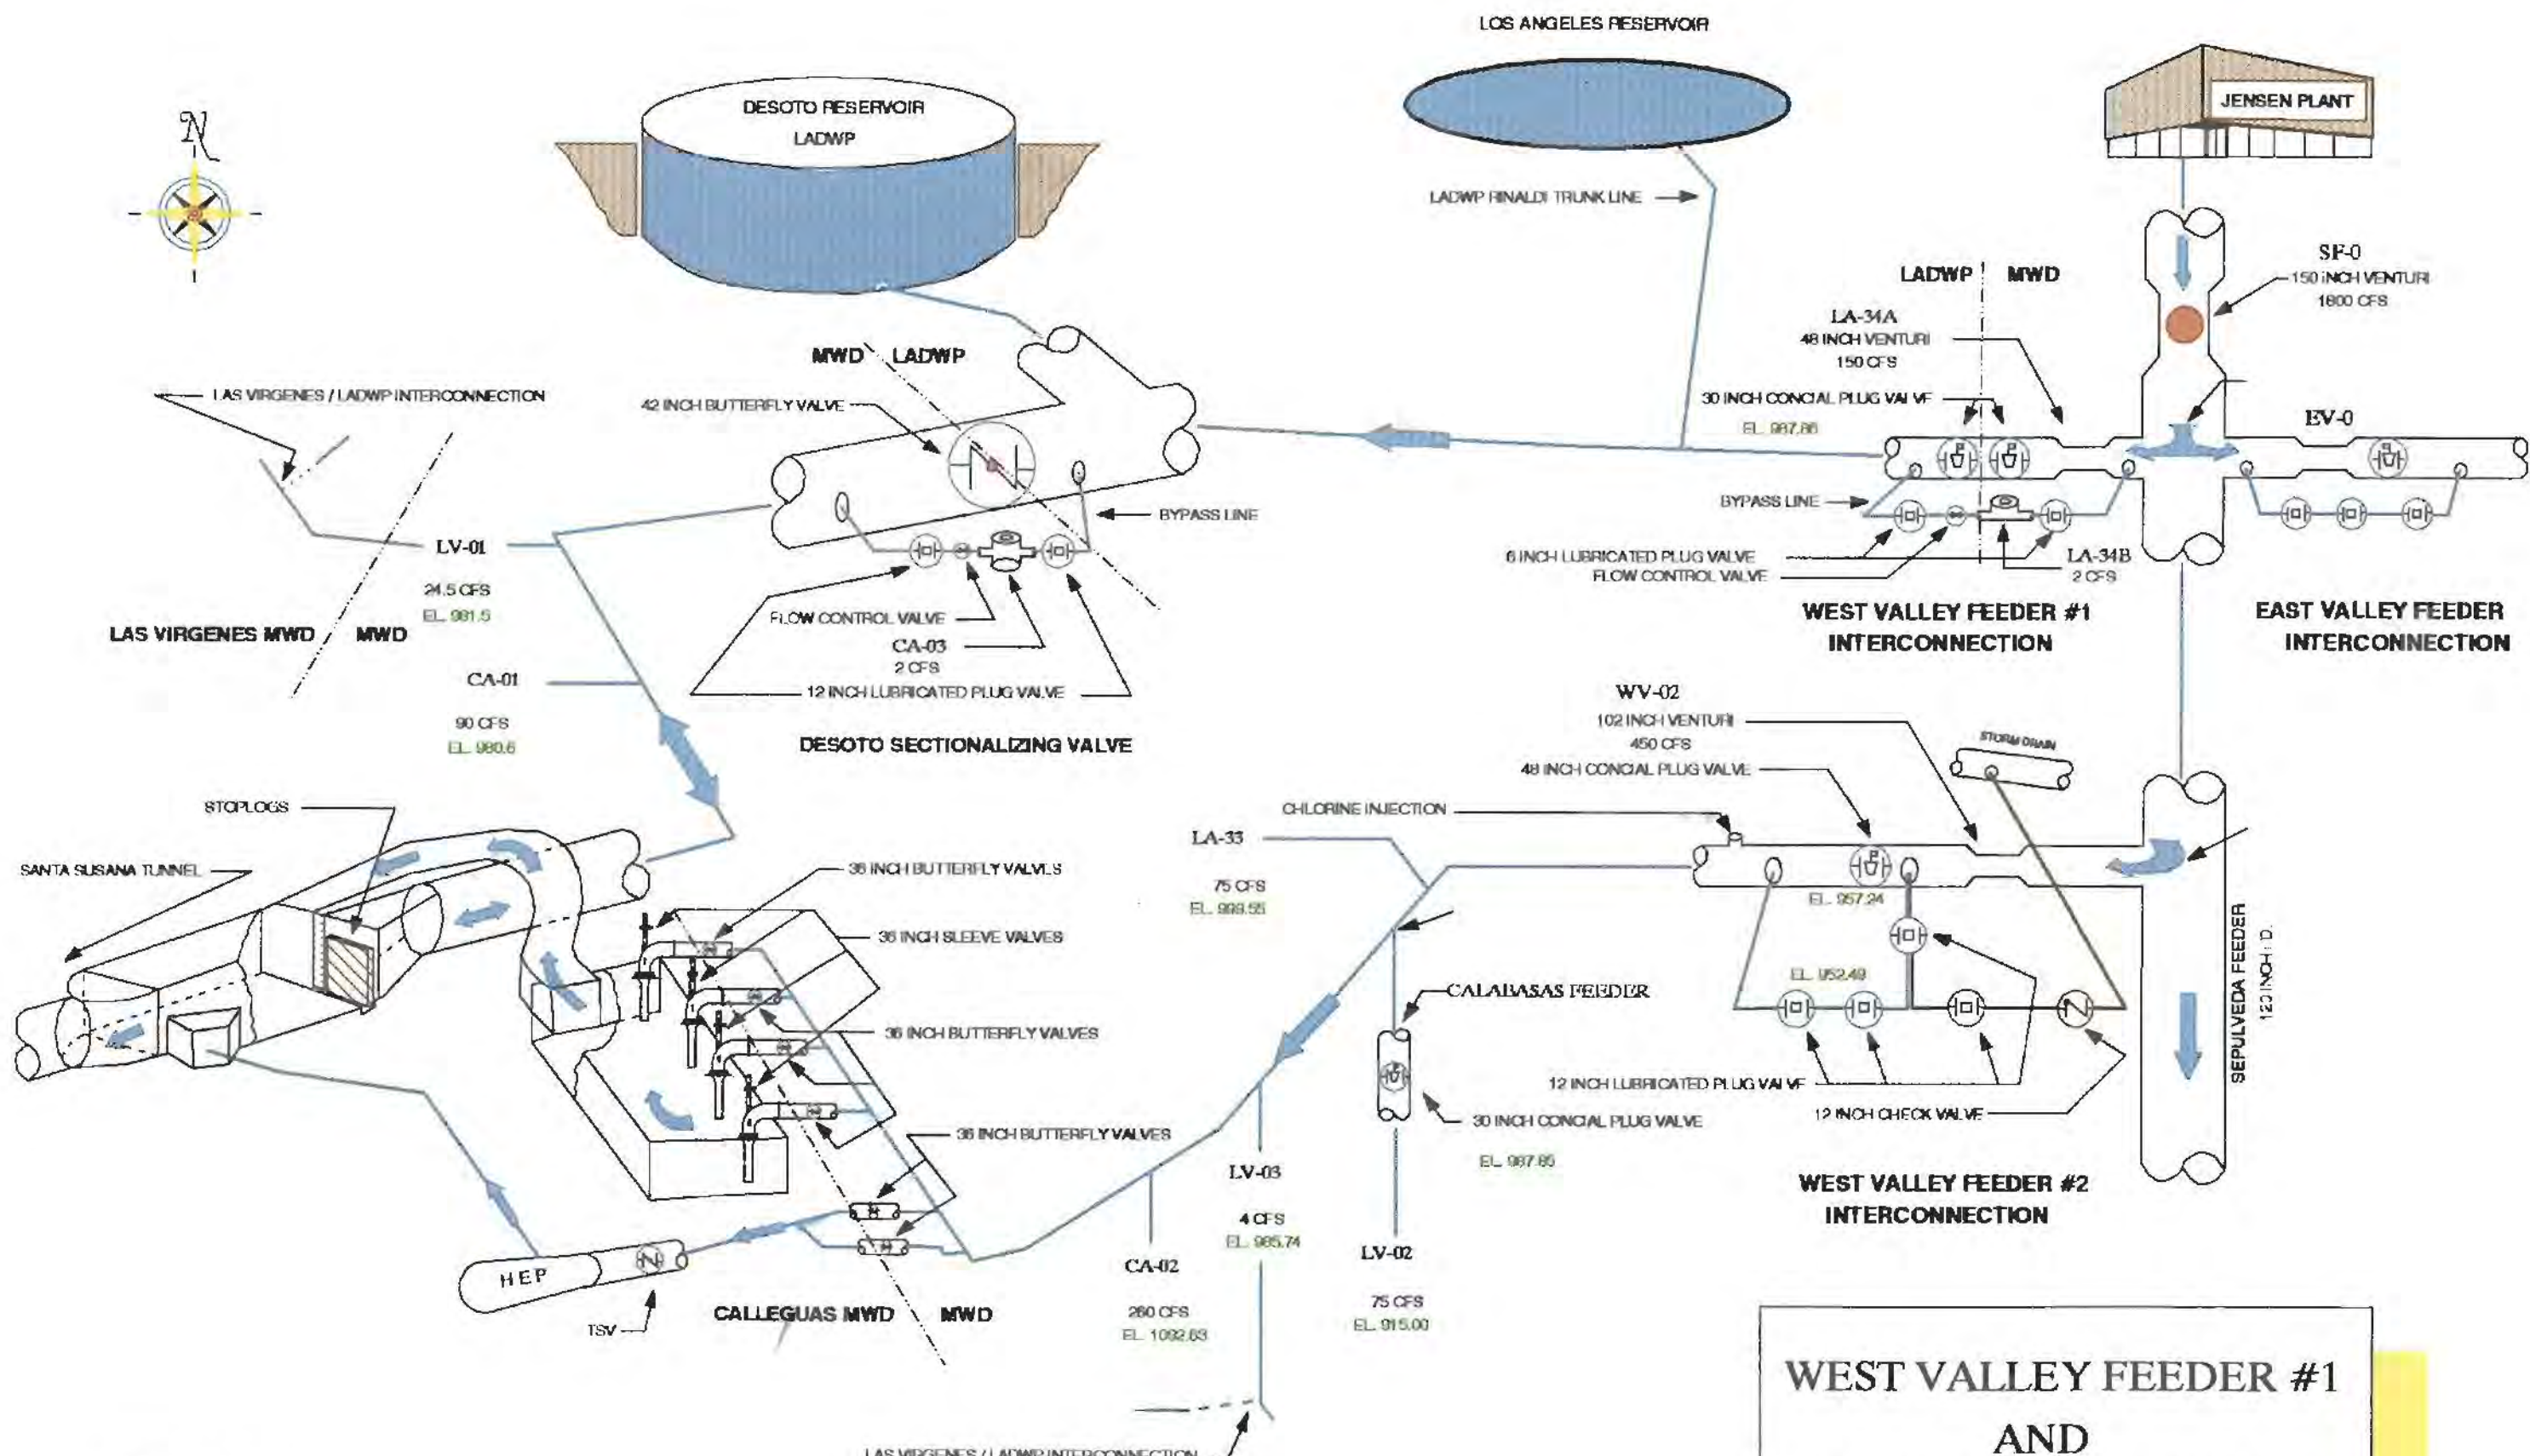 LOS ANGELES RESERVOIR
N
DESOTO RESERVOIR
LADWP
JENSEN PLANT
LADWP RINALDI TRUNK LINE
LADWP MWD
SF-0
150 INCH VENTURI
1800 CFS
LA-34A
48 INCH VENTURI
150 CFS
30 INCH CONCIAL PLUG VALVE
EL. 987.86
EV-0
MWD LADWP
LAS VIRGENES / LADWP INTERCONNECTION
42 INCH BUTTERFLY VALVE
BYPASS LINE
BYPASS LINE
6 INCH LUBRICATED PLUG VALVE
FLOW CONTROL VALVE
LA-34B
2 CFS
WEST VALLEY FEEDER #1
INTERCONNECTION
EAST VALLEY FEEDER
INTERCONNECTION
LV-01
24.5 CFS
EL. 981.5
LAS VIRGENES MWD MWD
FLOW CONTROL VALVE
CA-03
2 CFS
12 INCH LUBRICATED PLUG VALVE
DESOTO SECTIONALIZING VALVE
CA-01
90 CFS
EL. 980.6
WV-02
102 INCH VENTURI
450 CFS
48 INCH CONCIAL PLUG VALVE
STORM DRAIN
CHLORINE INJECTION
STOPLOGS
SANTA SUSANA TUNNEL
LA-33
75 CFS
36 INCH BUTTERFLY VALVES
36 INCH SLEEVE VALVES
36 INCH BUTTERFLY VALVES
36 INCH BUTTERFLY VALVES
EL. 957.24
EL. 952.49
CALABASAS FEEDER
12 INCH LUBRICATED PLUG VALVE
12 INCH CHECK VALVE
30 INCH CONCIAL PLUG VALVE
EL. 987.85
SEPULVEDA FEEDER
120 INCH I.D.
WEST VALLEY FEEDER #2
INTERCONNECTION
LV-03
4 CFS
EL. 985.74
LV-02
75 CFS
EL. 915.00
CA-02
260 CFS
EL. 1092.63
HEP
TSV
CALLEGUAS MWD MWD
LAS VIRGENES / LADWP INTERCONNECTION
WEST VALLEY FEEDER #1
AND